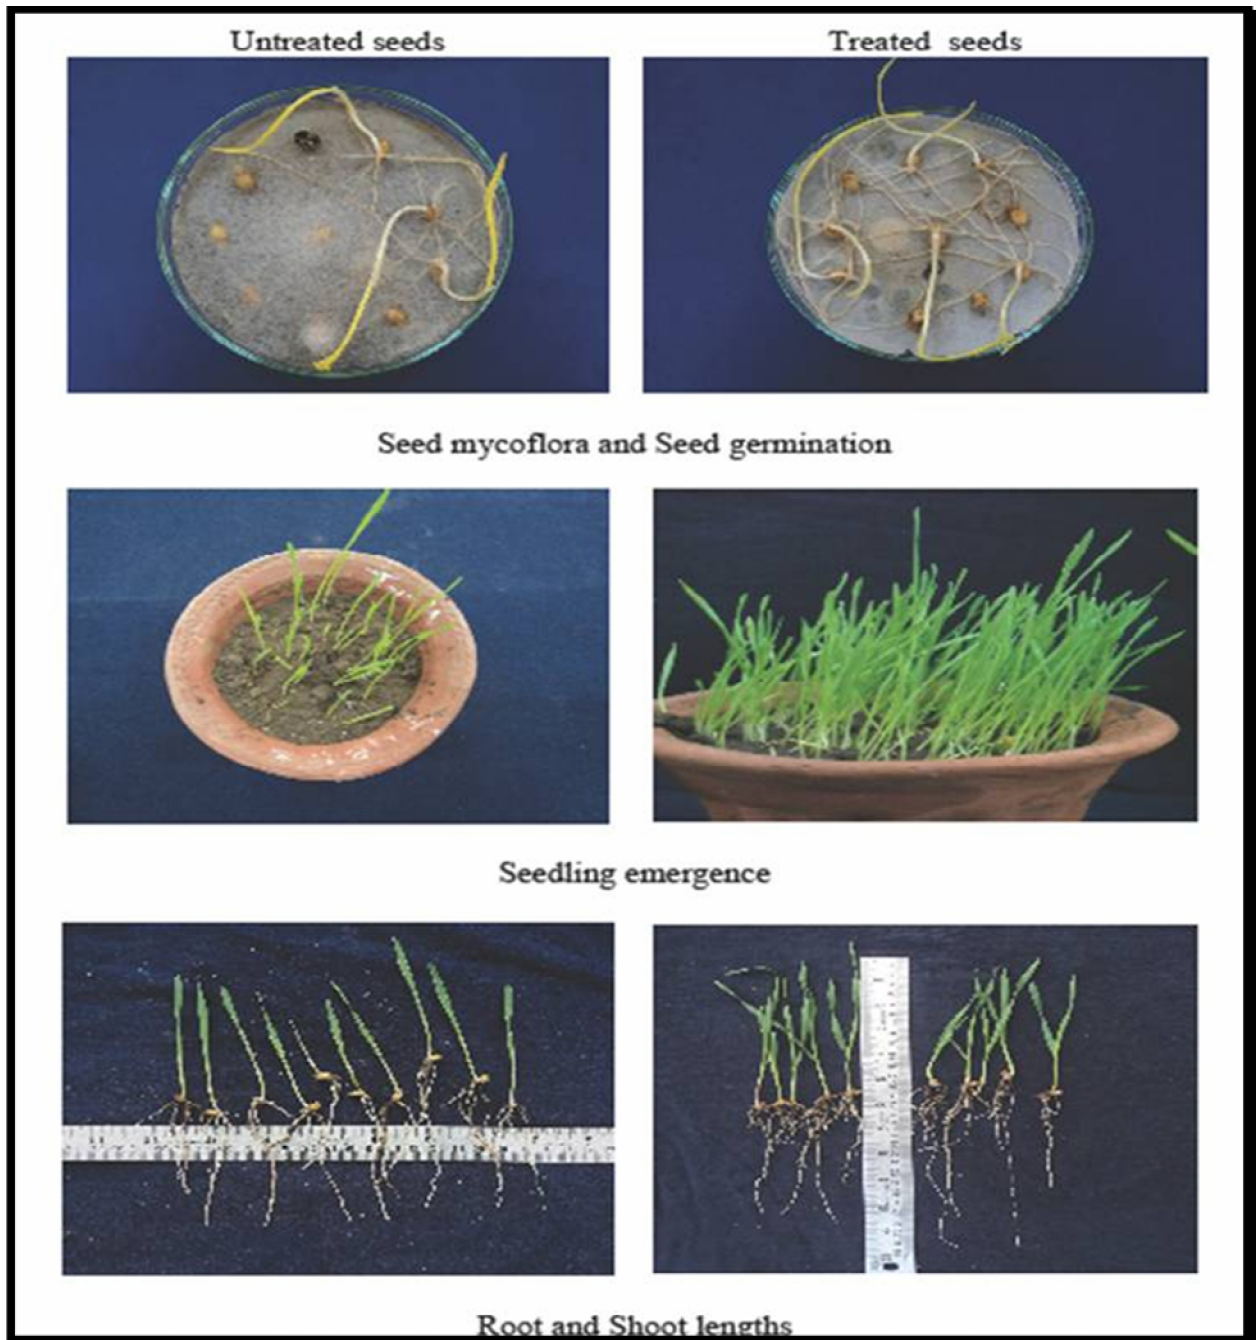 Untreated seeds
Treated seeds
Seed mycoflora and Seed germination
Seedling emergence
Root and Shoot lengths